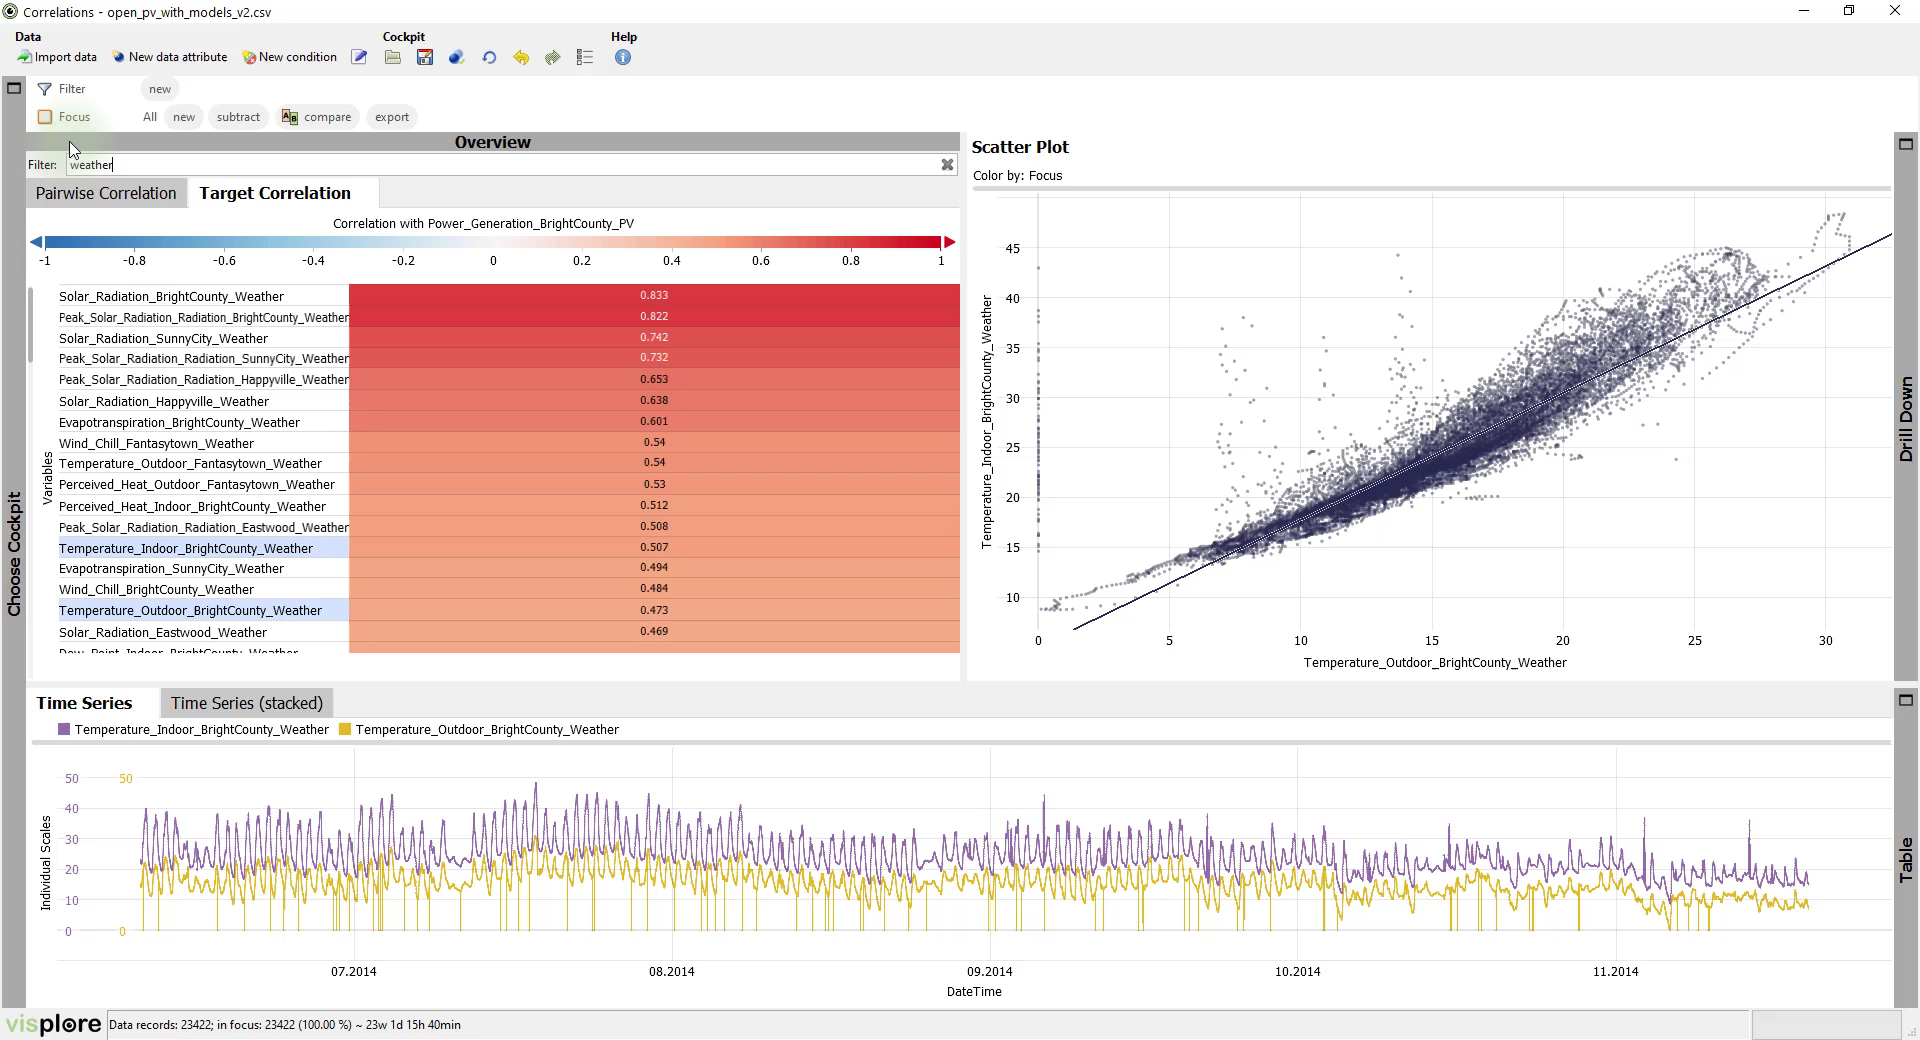 Correlations - open_pv_with_models_v2.csv
Data
Cockpit
Help
Import data
New data attribute
New condition
Filter
new
Focus
All
new
subtract
compare
export
Overview
Filter:
weather
Pairwise Correlation
Target Correlation
Correlation with Power_Generation_BrightCounty_PV
-1
-0.8
-0.6
-0.4
-0.2
0
0.2
0.4
0.6
0.8
1
Variables
Solar_Radiation_BrightCounty_Weather 0.833
Peak_Solar_Radiation_Radiation_BrightCounty_Weather 0.822
Solar_Radiation_SunnyCity_Weather 0.742
Peak_Solar_Radiation_Radiation_SunnyCity_Weather 0.732
Peak_Solar_Radiation_Radiation_Happyville_Weather 0.653
Solar_Radiation_Happyville_Weather 0.638
Evapotranspiration_BrightCounty_Weather 0.601
Wind_Chill_Fantasytown_Weather 0.54
Temperature_Outdoor_Fantasytown_Weather 0.54
Perceived_Heat_Outdoor_Fantasytown_Weather 0.53
Perceived_Heat_Indoor_BrightCounty_Weather 0.512
Peak_Solar_Radiation_Radiation_Eastwood_Weather 0.508
Temperature_Indoor_BrightCounty_Weather 0.507
Evapotranspiration_SunnyCity_Weather 0.494
Wind_Chill_BrightCounty_Weather 0.484
Temperature_Outdoor_BrightCounty_Weather 0.473
Solar_Radiation_Eastwood_Weather 0.469
Dew_Point_Indoor_BrightCounty_Weather
Scatter Plot
Color by: Focus
Temperature_Indoor_BrightCounty_Weather
45
40
35
30
25
20
15
10
0
5
10
15
20
25
30
Temperature_Outdoor_BrightCounty_Weather
Choose Cockpit
Drill Down
Table
Time Series
Time Series (stacked)
Temperature_Indoor_BrightCounty_Weather
Temperature_Outdoor_BrightCounty_Weather
Individual Scales
50
40
30
20
10
0
50
0
07.2014
08.2014
09.2014
10.2014
11.2014
DateTime
visplore
Data records: 23422; in focus: 23422 (100.00 %) ~ 23w 1d 15h 40min